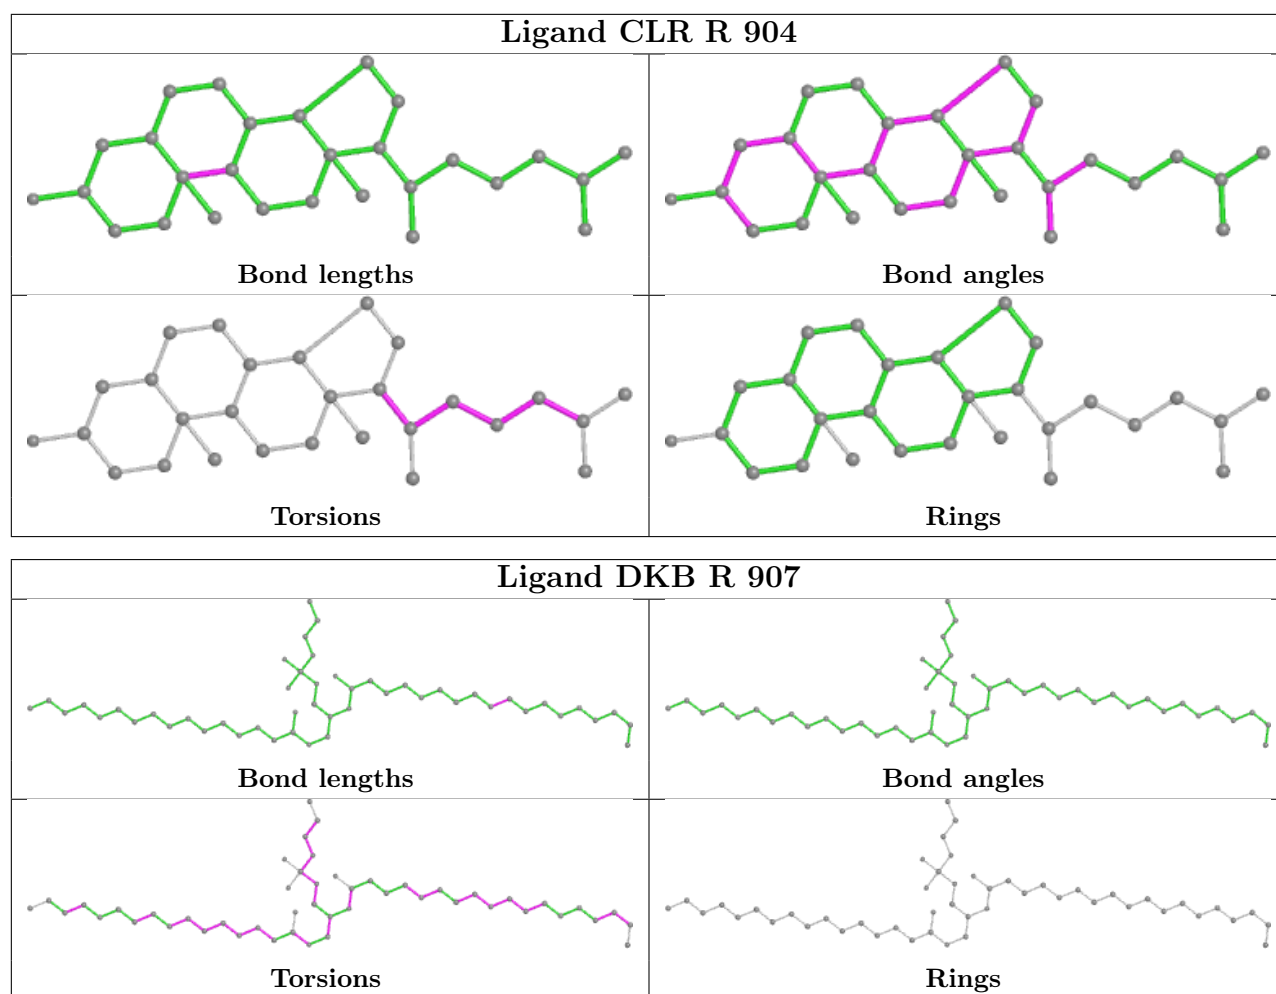 Ligand CLR R 904
Bond lengths
Bond angles
Torsions
Rings
Ligand DKB R 907
Bond lengths
Bond angles
Torsions
Rings